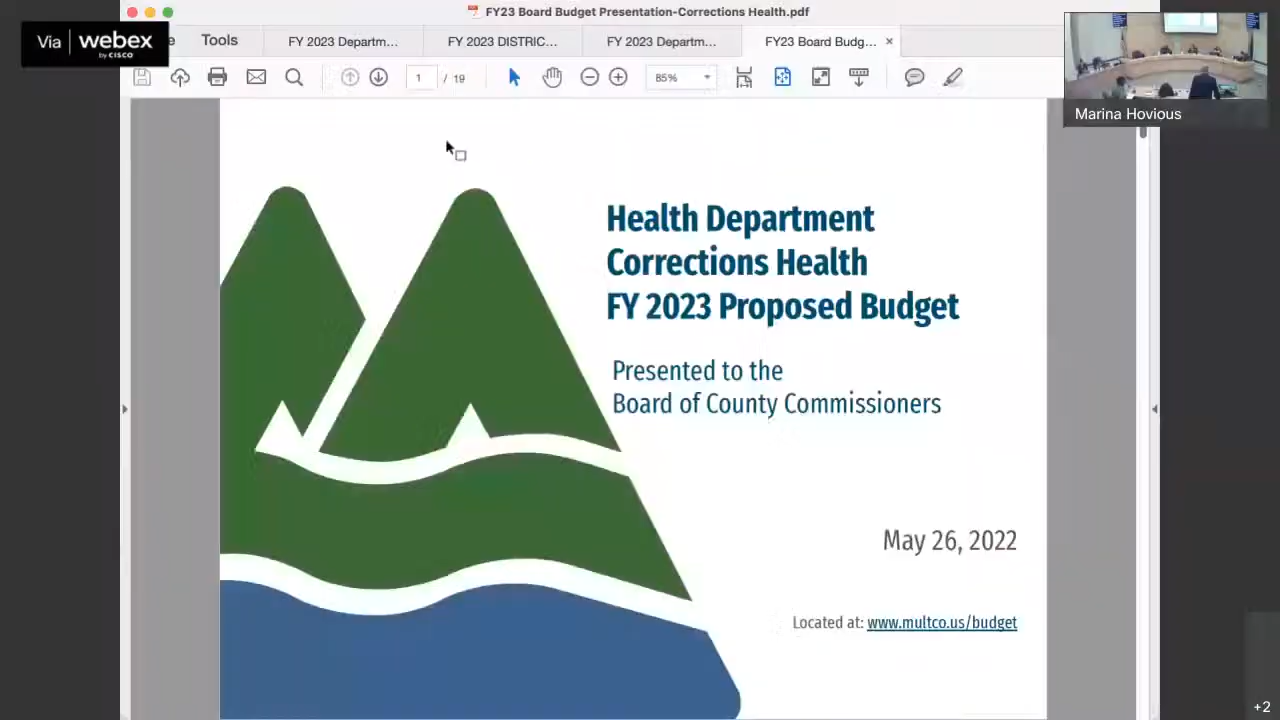 FY23 Board Budget Presentation-Corrections Health.pdf
Via webex
by CISCO
Tools
FY 2023 Departm...
FY 2023 DISTRIC...
FY 2023 Departm...
FY23 Board Budg... ×
1 / 19
85%
Marina Hovious
Health Department
Corrections Health
FY 2023 Proposed Budget
Presented to the
Board of County Commissioners
May 26, 2022
Located at: www.multco.us/budget
+2